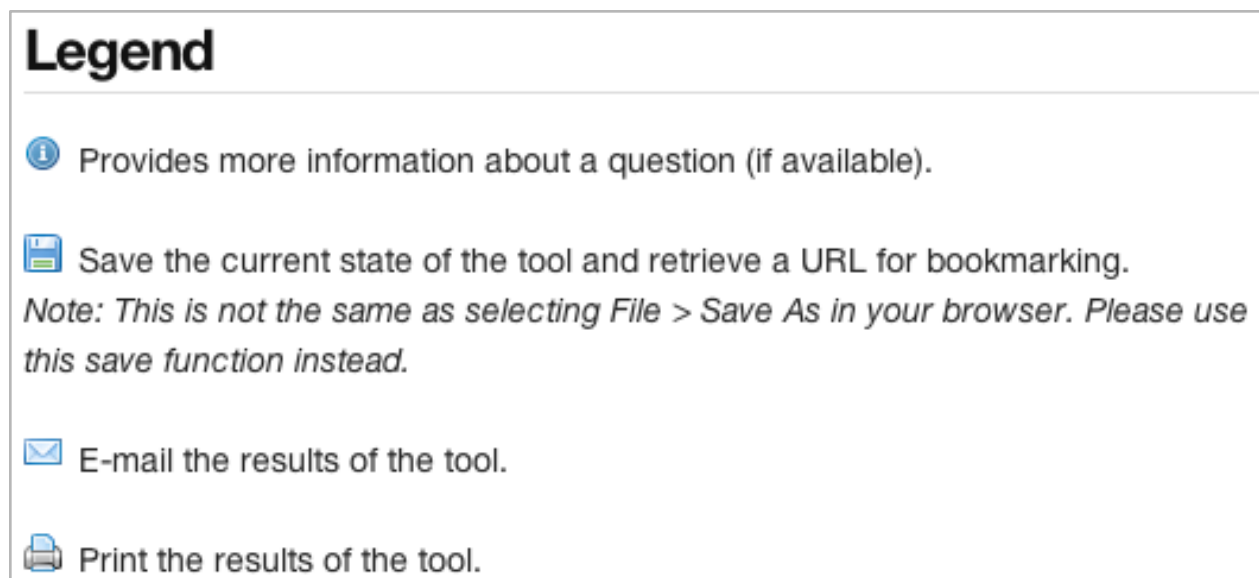 Legend
Provides more information about a question (if available).
Save the current state of the tool and retrieve a URL for bookmarking.
Note: This is not the same as selecting File > Save As in your browser. Please use
this save function instead.
E-mail the results of the tool.
Print the results of the tool.